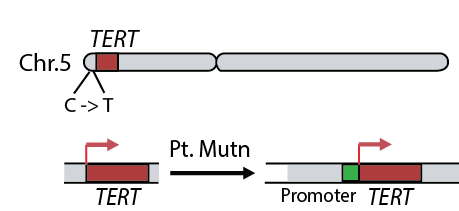 TERT
Chr.5
C -> T
Pt. Mutn
TERT
Promoter TERT